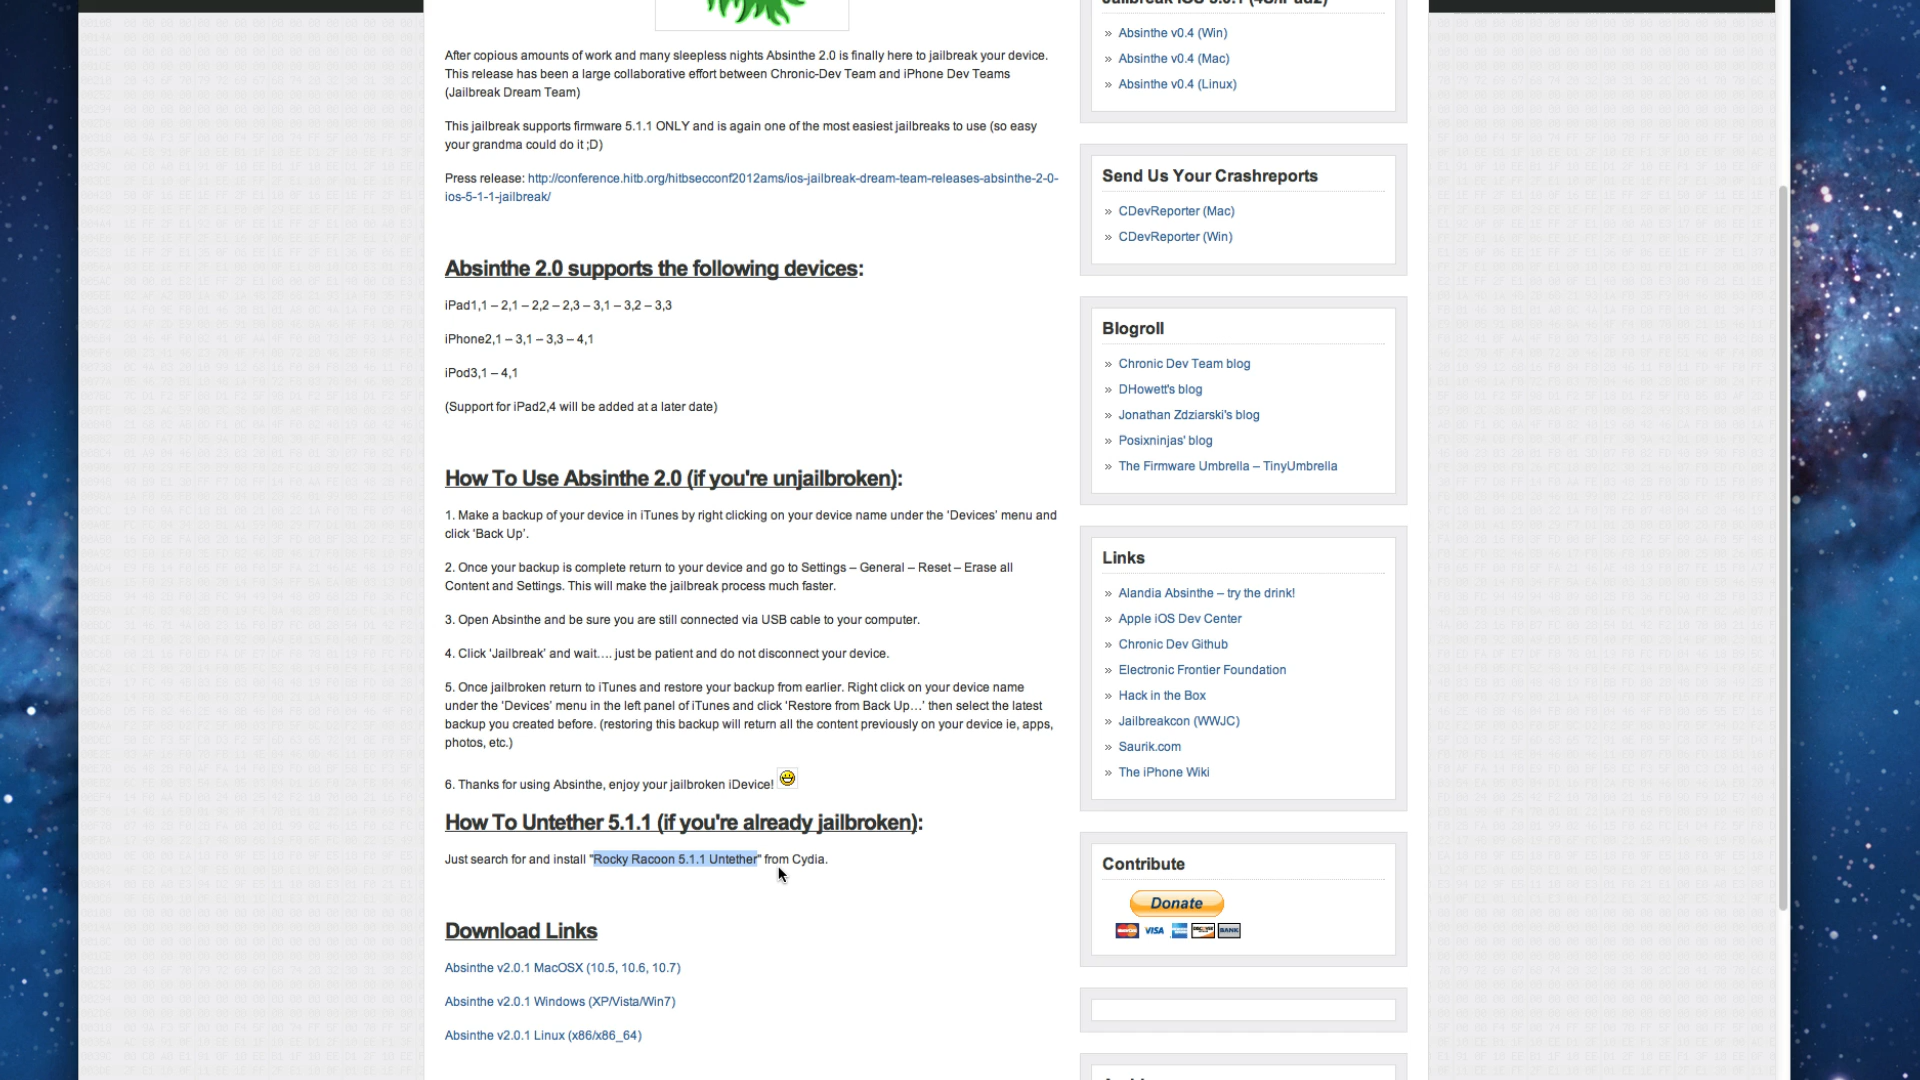 After copious amounts of work and many sleepless nights Absinthe 2.0 is finally here to jailbreak your device.
This release has been a large collaborative effort between Chronic-Dev Team and iPhone Dev Teams
(Jailbreak Dream Team)
This jailbreak supports firmware 5.1.1 ONLY and is again one of the most easiest jailbreaks to use (so easy
your grandma could do it ;D)
Press release: http://conference.hitb.org/hitbsecconf2012ams/ios-jailbreak-dream-team-releases-absinthe-2-0-
ios-5-1-1-jailbreak/
Absinthe 2.0 supports the following devices:
iPad1,1 – 2,1 – 2,2 – 2,3 – 3,1 – 3,2 – 3,3
iPhone2,1 – 3,1 – 3,3 – 4,1
iPod3,1 – 4,1
(Support for iPad2,4 will be added at a later date)
How To Use Absinthe 2.0 (if you're unjailbroken):
1. Make a backup of your device in iTunes by right clicking on your device name under the 'Devices' menu and
click 'Back Up'.
2. Once your backup is complete return to your device and go to Settings – General – Reset – Erase all
Content and Settings. This will make the jailbreak process much faster.
3. Open Absinthe and be sure you are still connected via USB cable to your computer.
4. Click 'Jailbreak' and wait…. just be patient and do not disconnect your device.
5. Once jailbroken return to iTunes and restore your backup from earlier. Right click on your device name
under the 'Devices' menu in the left panel of iTunes and click 'Restore from Back Up…' then select the latest
backup you created before. (restoring this backup will return all the content previously on your device ie, apps,
photos, etc.)
6. Thanks for using Absinthe, enjoy your jailbroken iDevice!
How To Untether 5.1.1 (if you're already jailbroken):
Just search for and install "Rocky Racoon 5.1.1 Untether" from Cydia.
Download Links
Absinthe v2.0.1 MacOSX (10.5, 10.6, 10.7)
Absinthe v2.0.1 Windows (XP/Vista/Win7)
Absinthe v2.0.1 Linux (x86/x86_64)
» Absinthe v0.4 (Win)
» Absinthe v0.4 (Mac)
» Absinthe v0.4 (Linux)
Send Us Your Crashreports
» CDevReporter (Mac)
» CDevReporter (Win)
Blogroll
» Chronic Dev Team blog
» DHowett's blog
» Jonathan Zdziarski's blog
» Posixninjas' blog
» The Firmware Umbrella – TinyUmbrella
Links
» Alandia Absinthe – try the drink!
» Apple iOS Dev Center
» Chronic Dev Github
» Electronic Frontier Foundation
» Hack in the Box
» Jailbreakcon (WWJC)
» Saurik.com
» The iPhone Wiki
Contribute
Donate
VISA
BANK